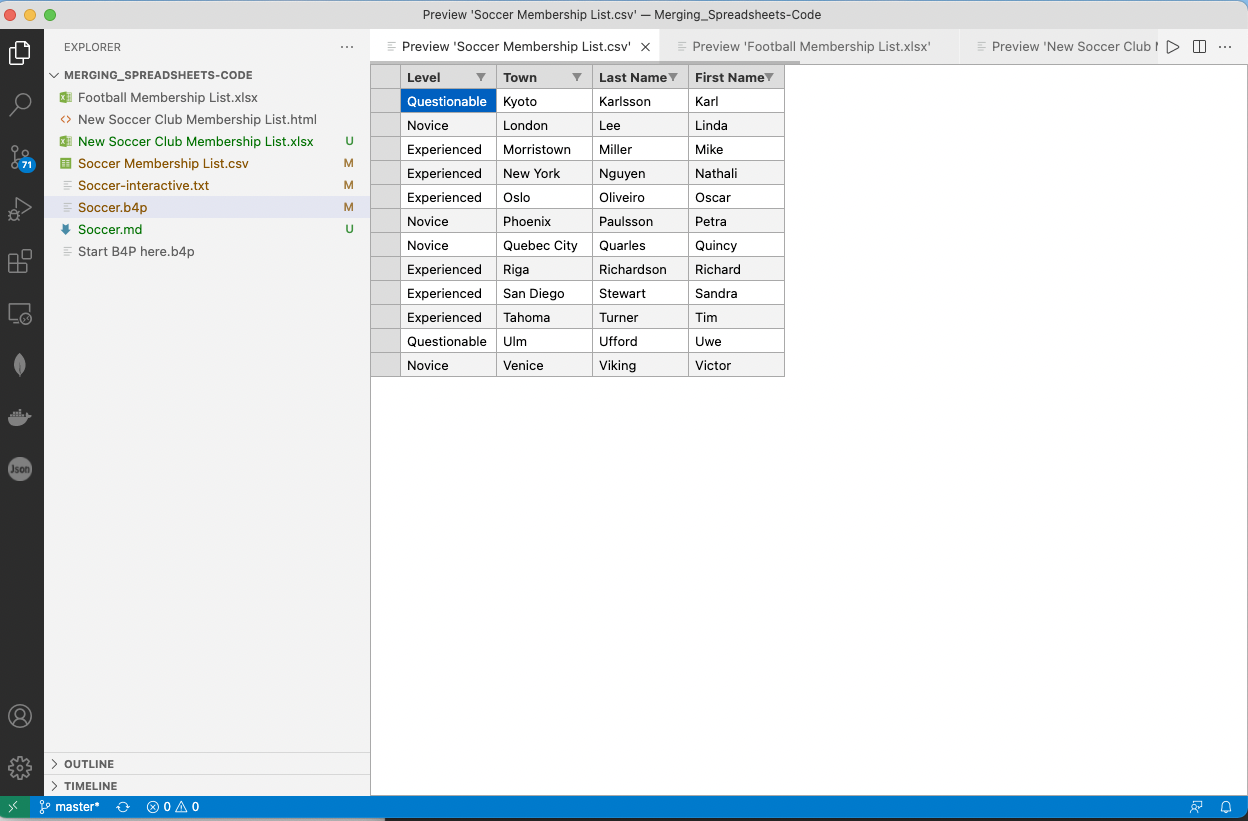 Preview 'Soccer Membership List.csv' — Merging_Spreadsheets-Code
EXPLORER
MERGING_SPREADSHEETS-CODE
Football Membership List.xlsx
New Soccer Club Membership List.html
New Soccer Club Membership List.xlsx U
Soccer Membership List.csv M
Soccer-interactive.txt M
Soccer.b4p M
Soccer.md U
Start B4P here.b4p
71
Json
OUTLINE
TIMELINE
Preview 'Soccer Membership List.csv' Preview 'Football Membership List.xlsx' Preview 'New Soccer Club
Level Town Last Name First Name
Questionable Kyoto Karlsson Karl
Novice London Lee Linda
Experienced Morristown Miller Mike
Experienced New York Nguyen Nathali
Experienced Oslo Oliveiro Oscar
Novice Phoenix Paulsson Petra
Novice Quebec City Quarles Quincy
Experienced Riga Richardson Richard
Experienced San Diego Stewart Sandra
Experienced Tahoma Turner Tim
Questionable Ulm Ufford Uwe
Novice Venice Viking Victor
master* 0 0